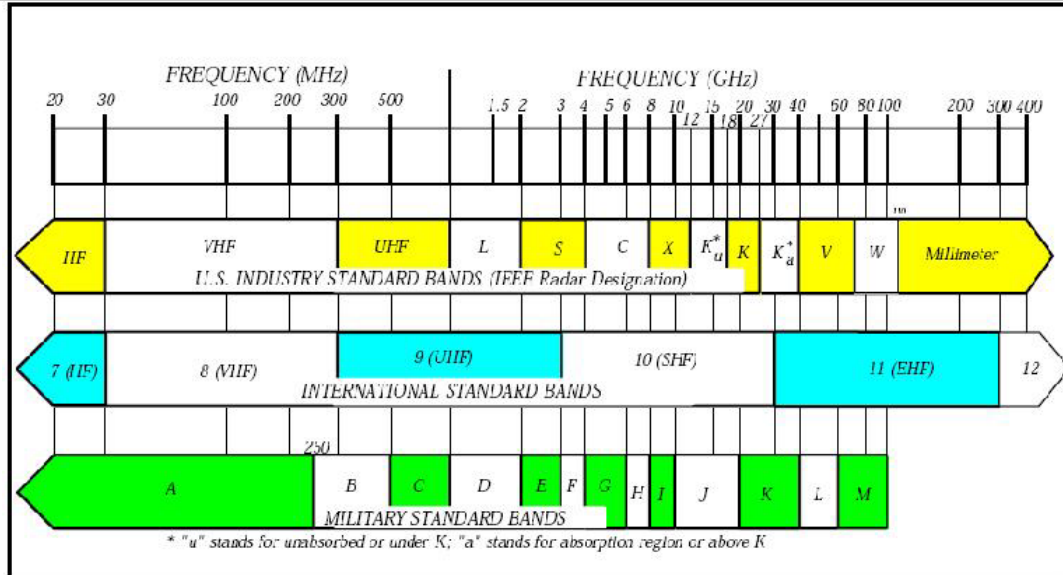 FREQUENCY (MHz) FREQUENCY (GHz)
20 30 100 200 300 500 1.5 2 3 4 5 6 8 10 15 20 30 40 60 80 100 200 300 400
12 18 27
HF VHF UHF L S C X K*u K K*a V W Millimeter
U.S. INDUSTRY STANDARD BANDS (IEEE Radar Designation)
7 (HF) 8 (VHF) 9 (UHF) 10 (SHF) 11 (EHF) 12
INTERNATIONAL STANDARD BANDS
250
A B C D E F G H I J K L M
MILITARY STANDARD BANDS
* "u" stands for unabsorbed or under K; "a" stands for absorption region or above K